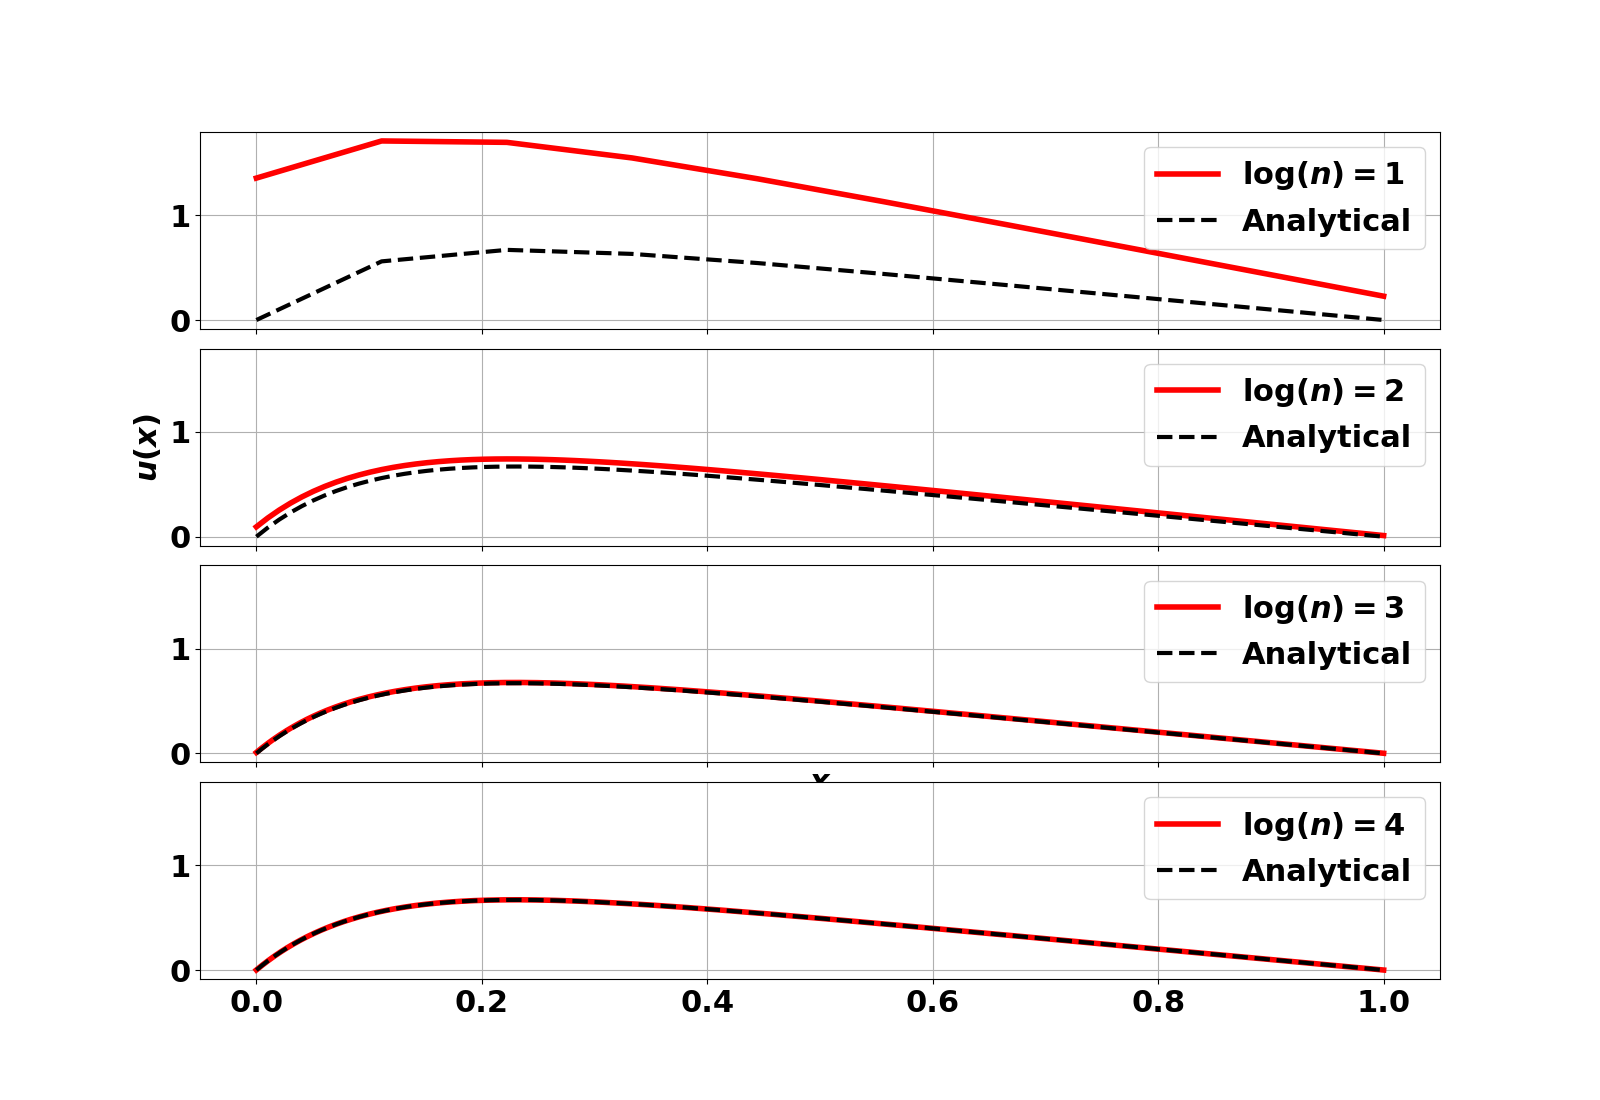 log(n) = 1
Analytical
1
0
log(n) = 2
Analytical
1
0
u(x)
log(n) = 3
Analytical
1
0
x
log(n) = 4
Analytical
1
0
0.0 0.2 0.4 0.6 0.8 1.0